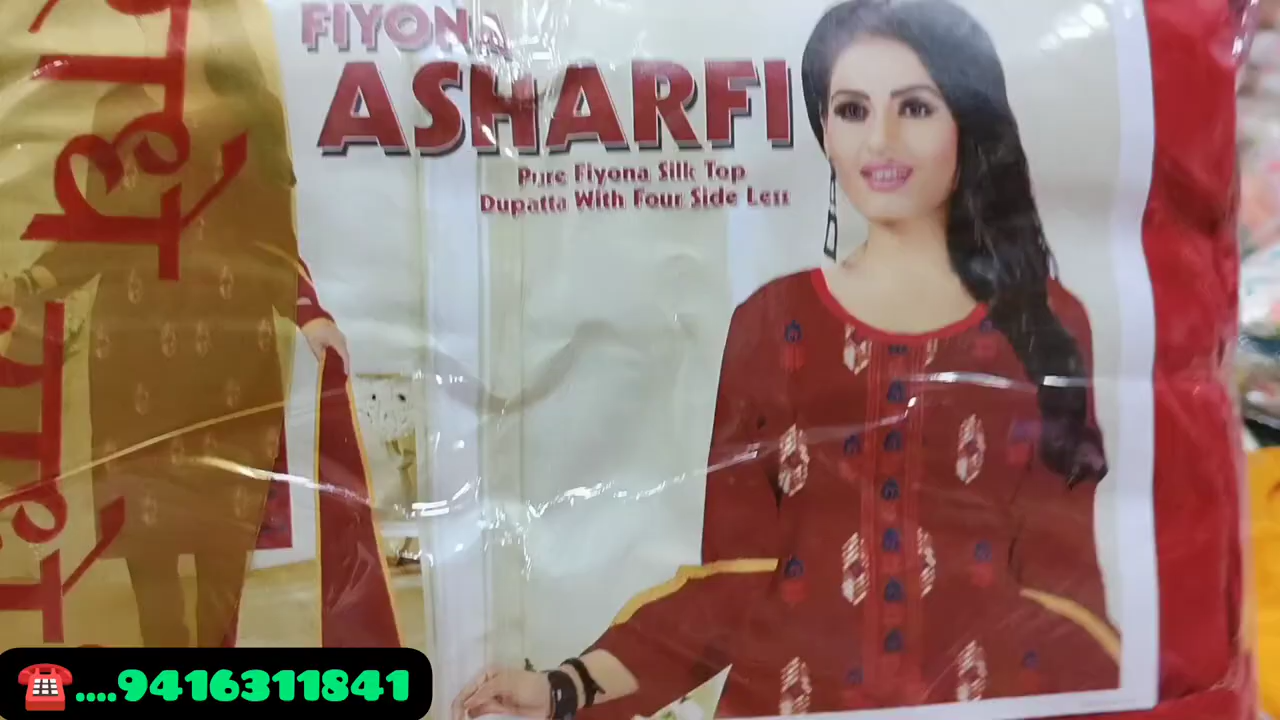 FIYONA
ASHARFI
Pure Fiyona Silk Top
Dupatta With Four Side Less
☎️....9416311841